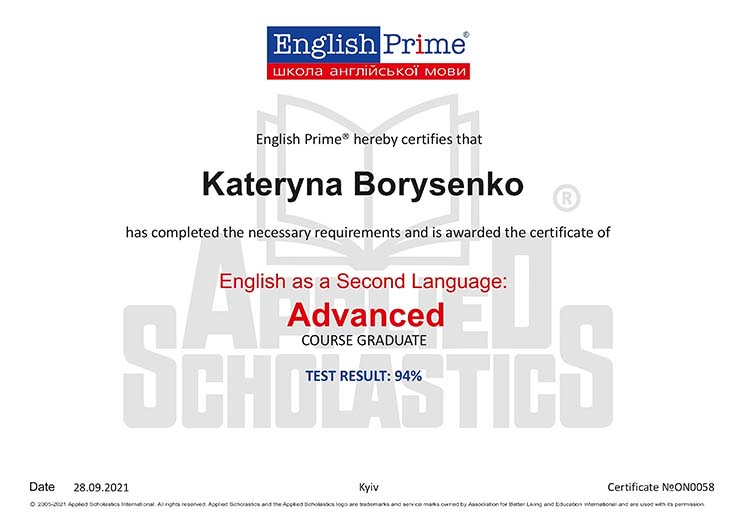 English Prime®
школа англійської мови
English Prime® hereby certifies that
Kateryna Borysenko
®
has completed the necessary requirements and is awarded the certificate of
English as a Second Language:
Advanced
COURSE GRADUATE
TEST RESULT: 94%
APPLIED
SCHOLASTICS
Date 28.09.2021 Kyiv Certificate №ON0058
© 2005-2021 Applied Scholastics International. All rights reserved. Applied Scholastics and the Applied Scholastics logo are trademarks and service marks owned by Association for Better Living and Education International and are used with its permission.